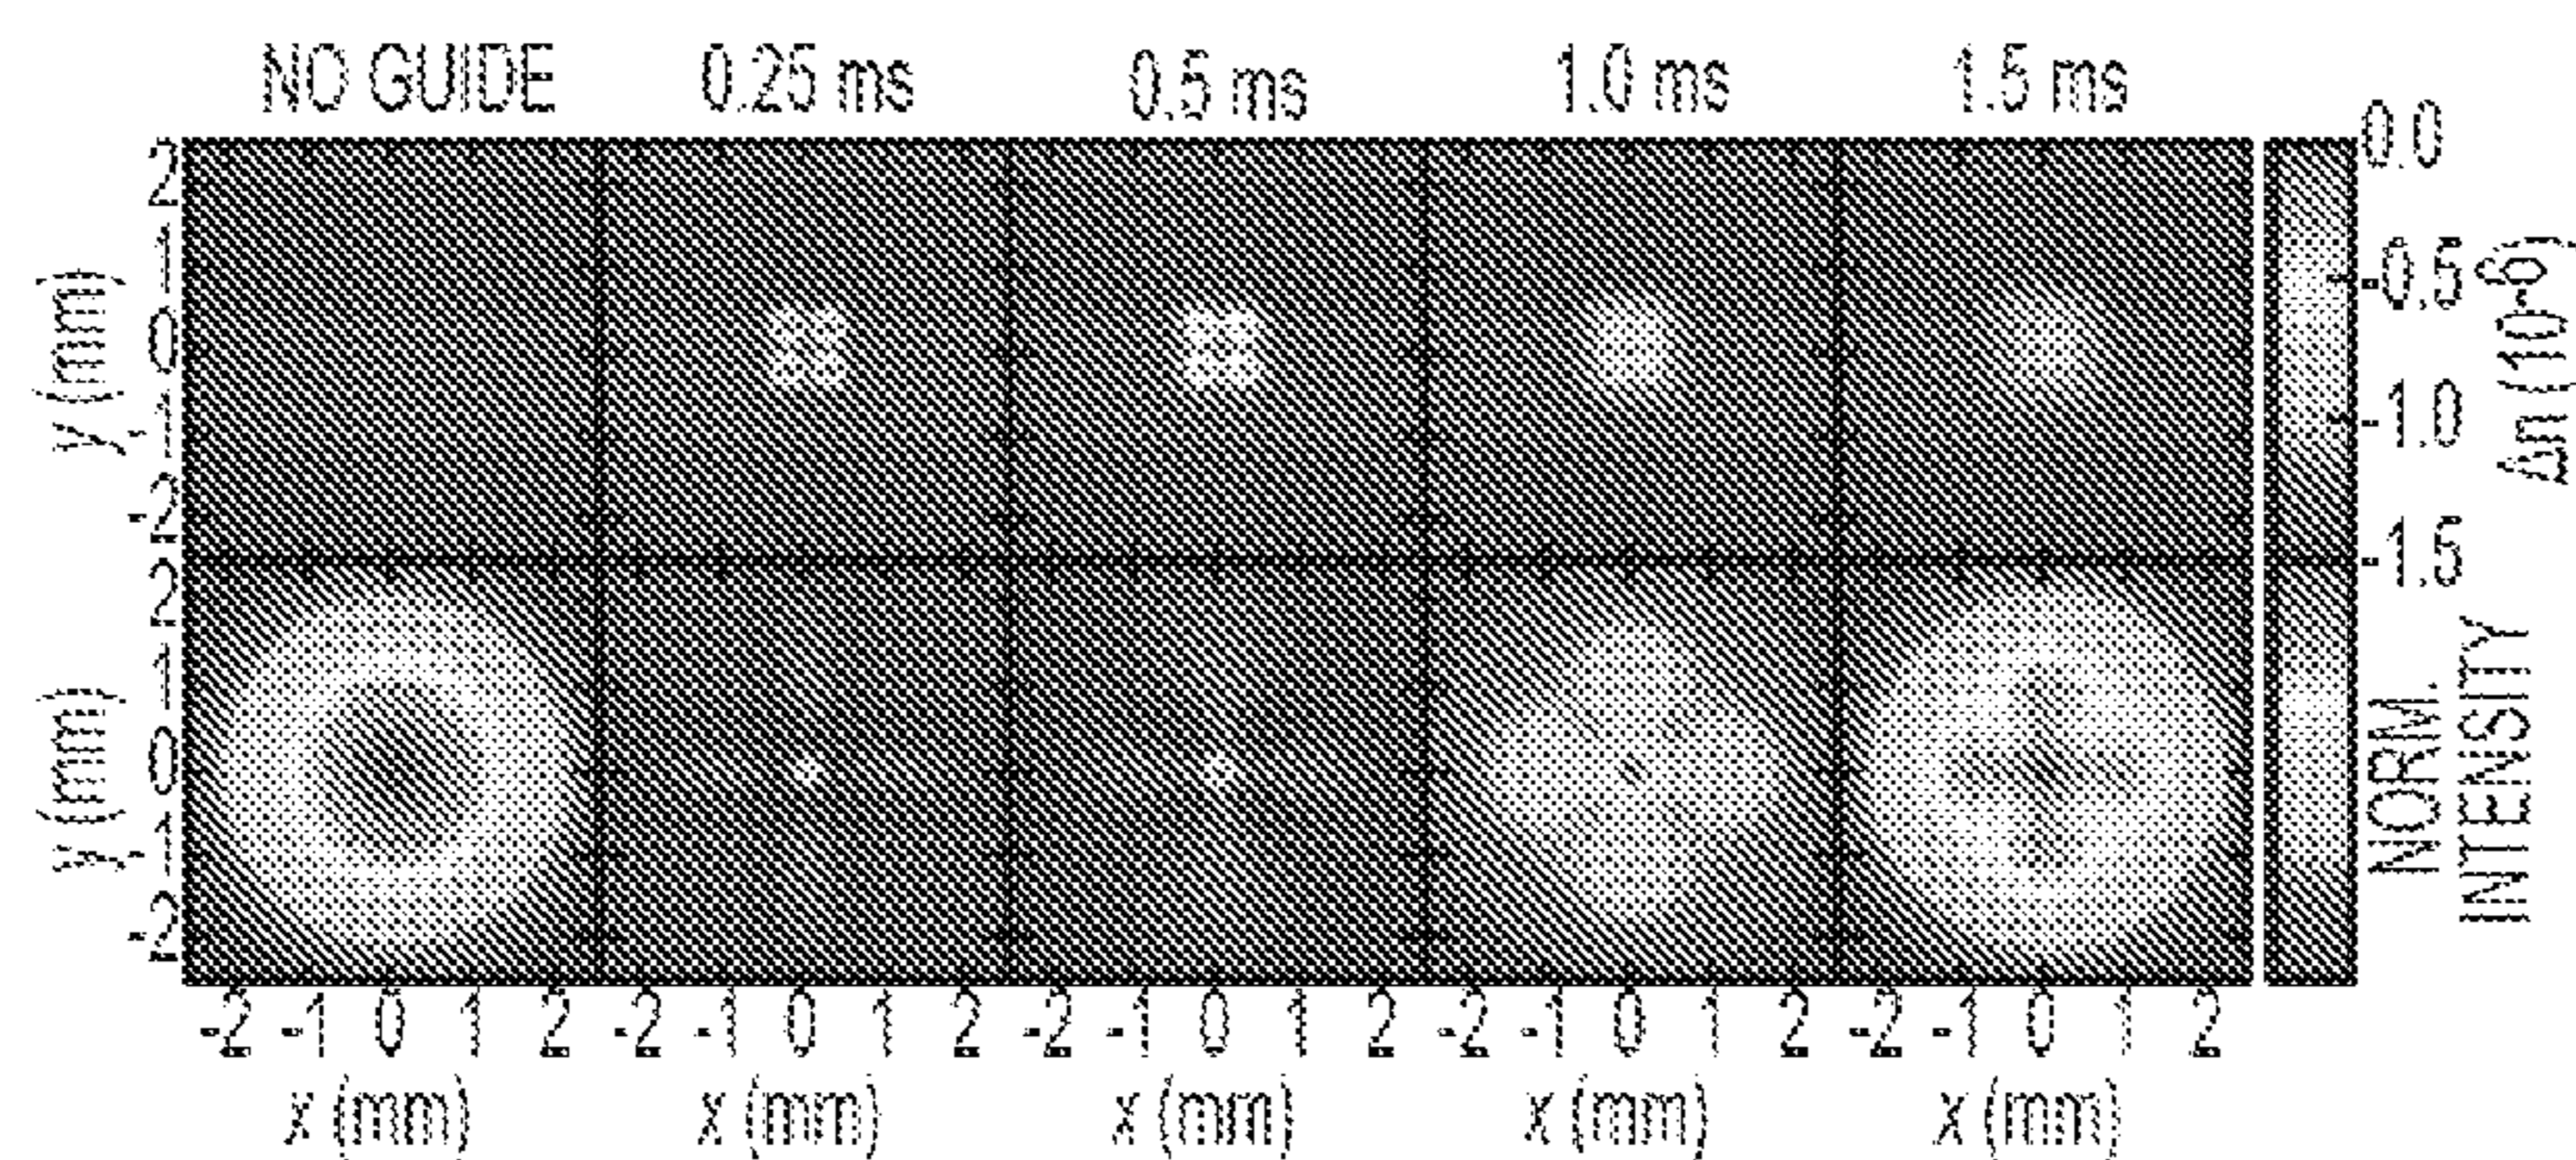 NO GUIDE 0.25 ms 0.5 ms 1.0 ms 1.5 ms
y (mm) 2 1 0 -1 -2
0.0 -0.5 -1.0 -1.5 Δn (10-6)
y (mm) 2 1 0 -1 -2
NORM.
INTENSITY
-2 -1 0 1 2 -2 -1 0 1 2 -2 -1 0 1 2 -2 -1 0 1 2 -2 -1 0 1 2
x (mm) x (mm) x (mm) x (mm) x (mm)